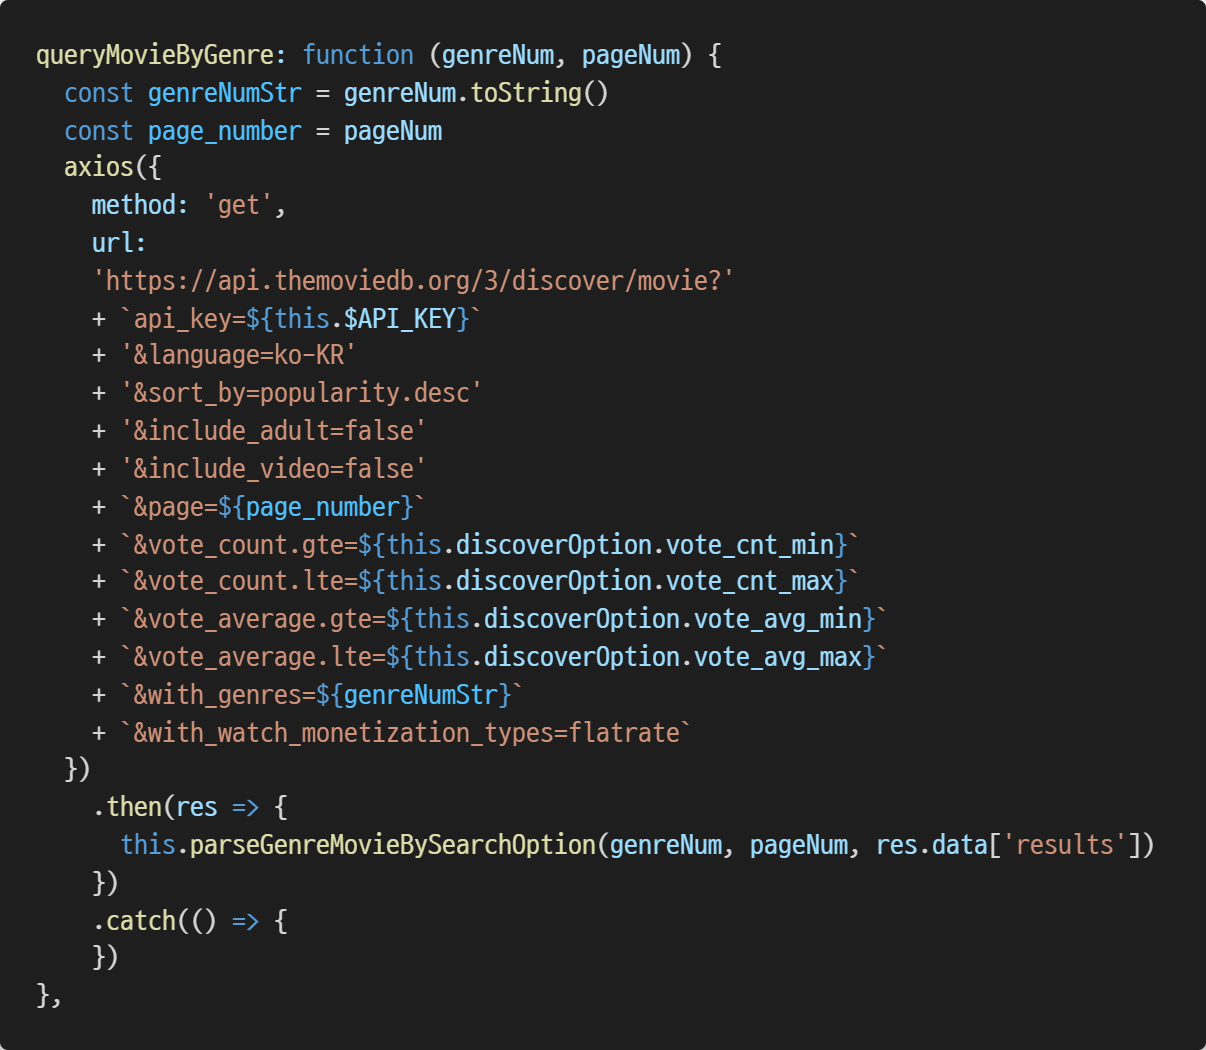 queryMovieByGenre: function (genreNum, pageNum) {
  const genreNumStr = genreNum.toString()
  const page_number = pageNum
  axios({
    method: 'get',
    url:
    'https://api.themoviedb.org/3/discover/movie?'
    + `api_key=${this.$API_KEY}`
    + '&language=ko-KR'
    + '&sort_by=popularity.desc'
    + '&include_adult=false'
    + '&include_video=false'
    + `&page=${page_number}`
    + `&vote_count.gte=${this.discoverOption.vote_cnt_min}`
    + `&vote_count.lte=${this.discoverOption.vote_cnt_max}`
    + `&vote_average.gte=${this.discoverOption.vote_avg_min}`
    + `&vote_average.lte=${this.discoverOption.vote_avg_max}`
    + `&with_genres=${genreNumStr}`
    + `&with_watch_monetization_types=flatrate`
  })
    .then(res => {
      this.parseGenreMovieBySearchOption(genreNum, pageNum, res.data['results'])
    })
    .catch(() => {
    })
},